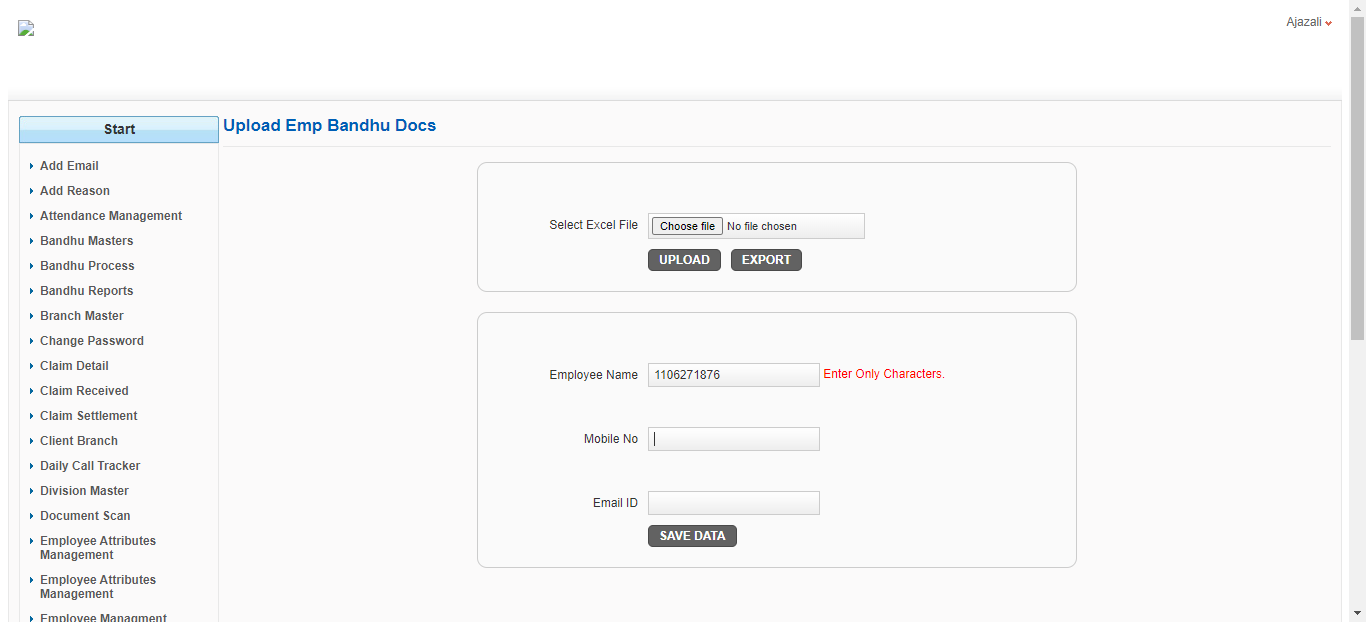 Ajazali
Start
Upload Emp Bandhu Docs
Add Email
Add Reason
Attendance Management
Bandhu Masters
Bandhu Process
Bandhu Reports
Branch Master
Change Password
Claim Detail
Claim Received
Claim Settlement
Client Branch
Daily Call Tracker
Division Master
Document Scan
Employee Attributes
Management
Employee Attributes
Management
Employee Managment
Select Excel File
Choose file No file chosen
UPLOAD EXPORT
Employee Name 1106271876 Enter Only Characters.
Mobile No
Email ID
SAVE DATA